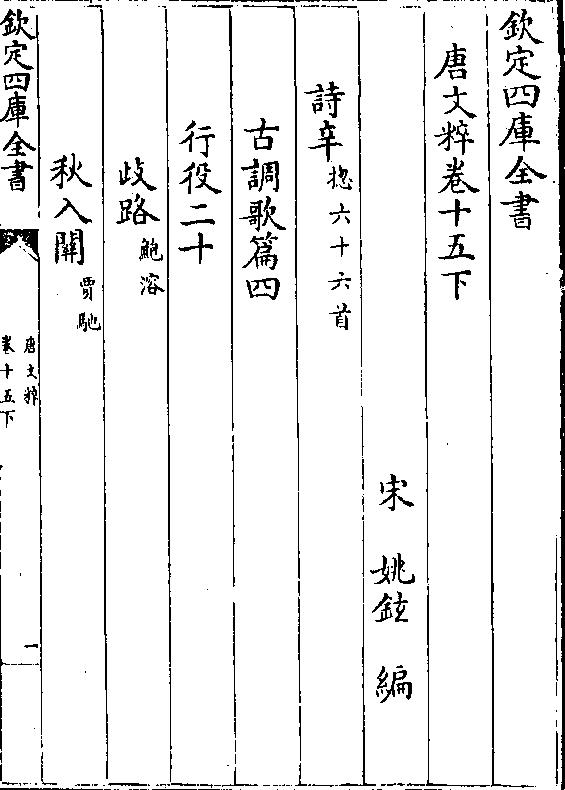 欽定四庫全書
唐文粹卷十五下
宋　姚鉉　編
詩辛揔六十六首
古調歌篇四
行役二十
歧路鮑溶
秋入關賈馳
欽定四庫全書
唐文粹
卷十五下
一